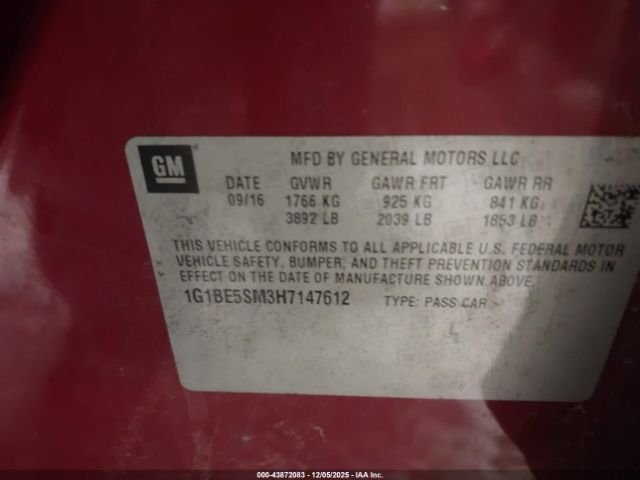 GM
MFD BY GENERAL MOTORS LLC
DATE GVWR GAWR FRT GAWR RR
09/16 1766 KG 925 KG 841 KG
3892 LB 2039 LB 1853 LB
THIS VEHICLE CONFORMS TO ALL APPLICABLE U.S. FEDERAL MOTOR
VEHICLE SAFETY, BUMPER, AND THEFT PREVENTION STANDARDS IN
EFFECT ON THE DATE OF MANUFACTURE SHOWN ABOVE.
1G1BE5SM3H7147612 TYPE: PASS CAR
000-43872083 - 12/05/2025 - IAA Inc.